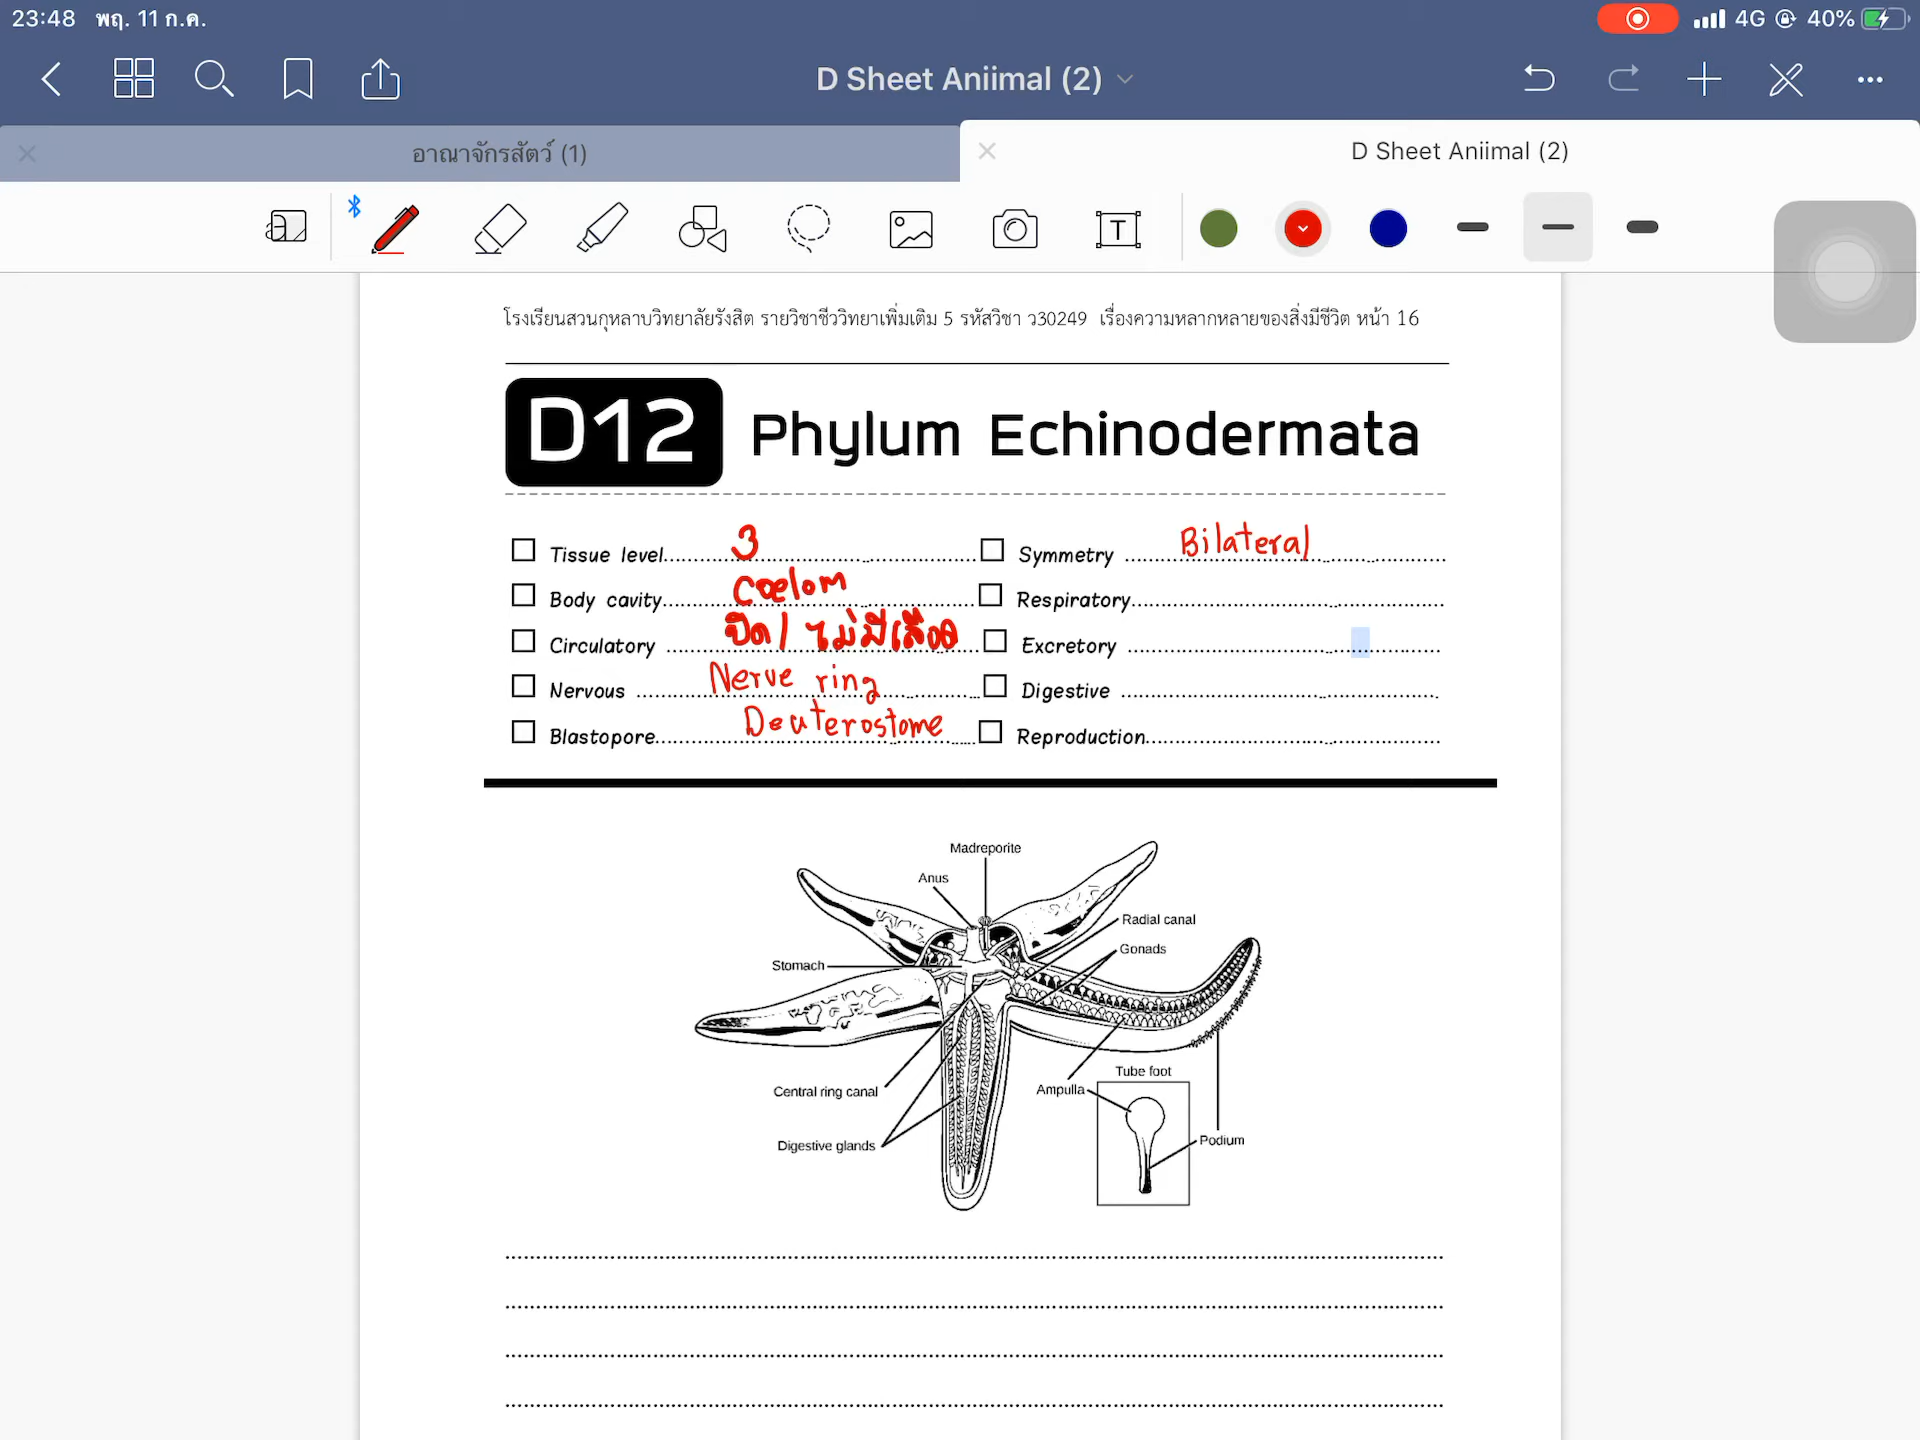 23:48 พฤ. 11 ก.ค.
4G 40%
D Sheet Aniimal (2)
อาณาจักรสัตว์ (1)
D Sheet Aniimal (2)
โรงเรียนสวนกุหลาบวิทยาลัยรังสิต รายวิชาชีววิทยาเพิ่มเติม 5 รหัสวิชา ว30249 เรื่องความหลากหลายของสิ่งมีชีวิต หน้า 16
D12 Phylum Echinodermata
Tissue level 3 Symmetry Bilateral
Body cavity Coelom Respiratory
Circulatory ปิด / ไม่มีเลือด Excretory
Nervous Nerve ring Digestive
Blastopore Deuterostome Reproduction
Madreporite
Anus
Radial canal
Gonads
Stomach
Tube foot
Central ring canal
Ampulla
Podium
Digestive glands